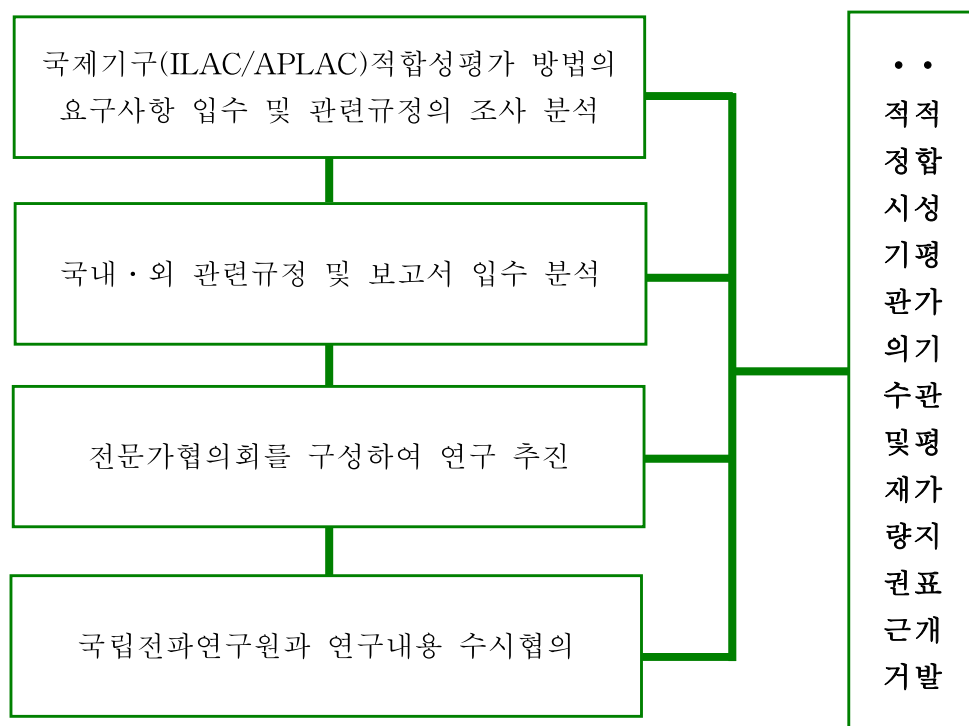 국제기구(ILAC/APLAC)적합성평가 방법의
요구사항 입수 및 관련규정의 조사 분석
국내·외 관련규정 및 보고서 입수 분석
전문가협의회를 구성하여 연구 추진
국립전파연구원과 연구내용 수시협의
·적합성평가기관평가지표개발
·적정시기관의수및재량권근거